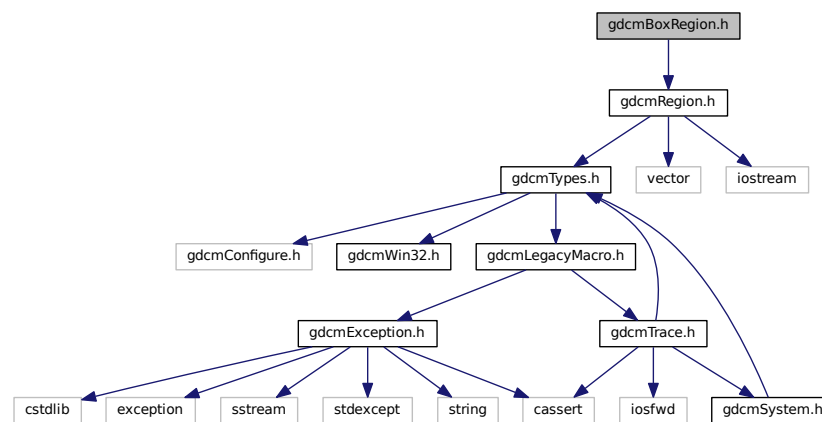 gdcmBoxRegion.h
gdcmRegion.h
gdcmTypes.h
vector
iostream
gdcmConfigure.h
gdcmWin32.h
gdcmLegacyMacro.h
gdcmException.h
gdcmTrace.h
cstdlib
exception
sstream
stdexcept
string
cassert
iosfwd
gdcmSystem.h